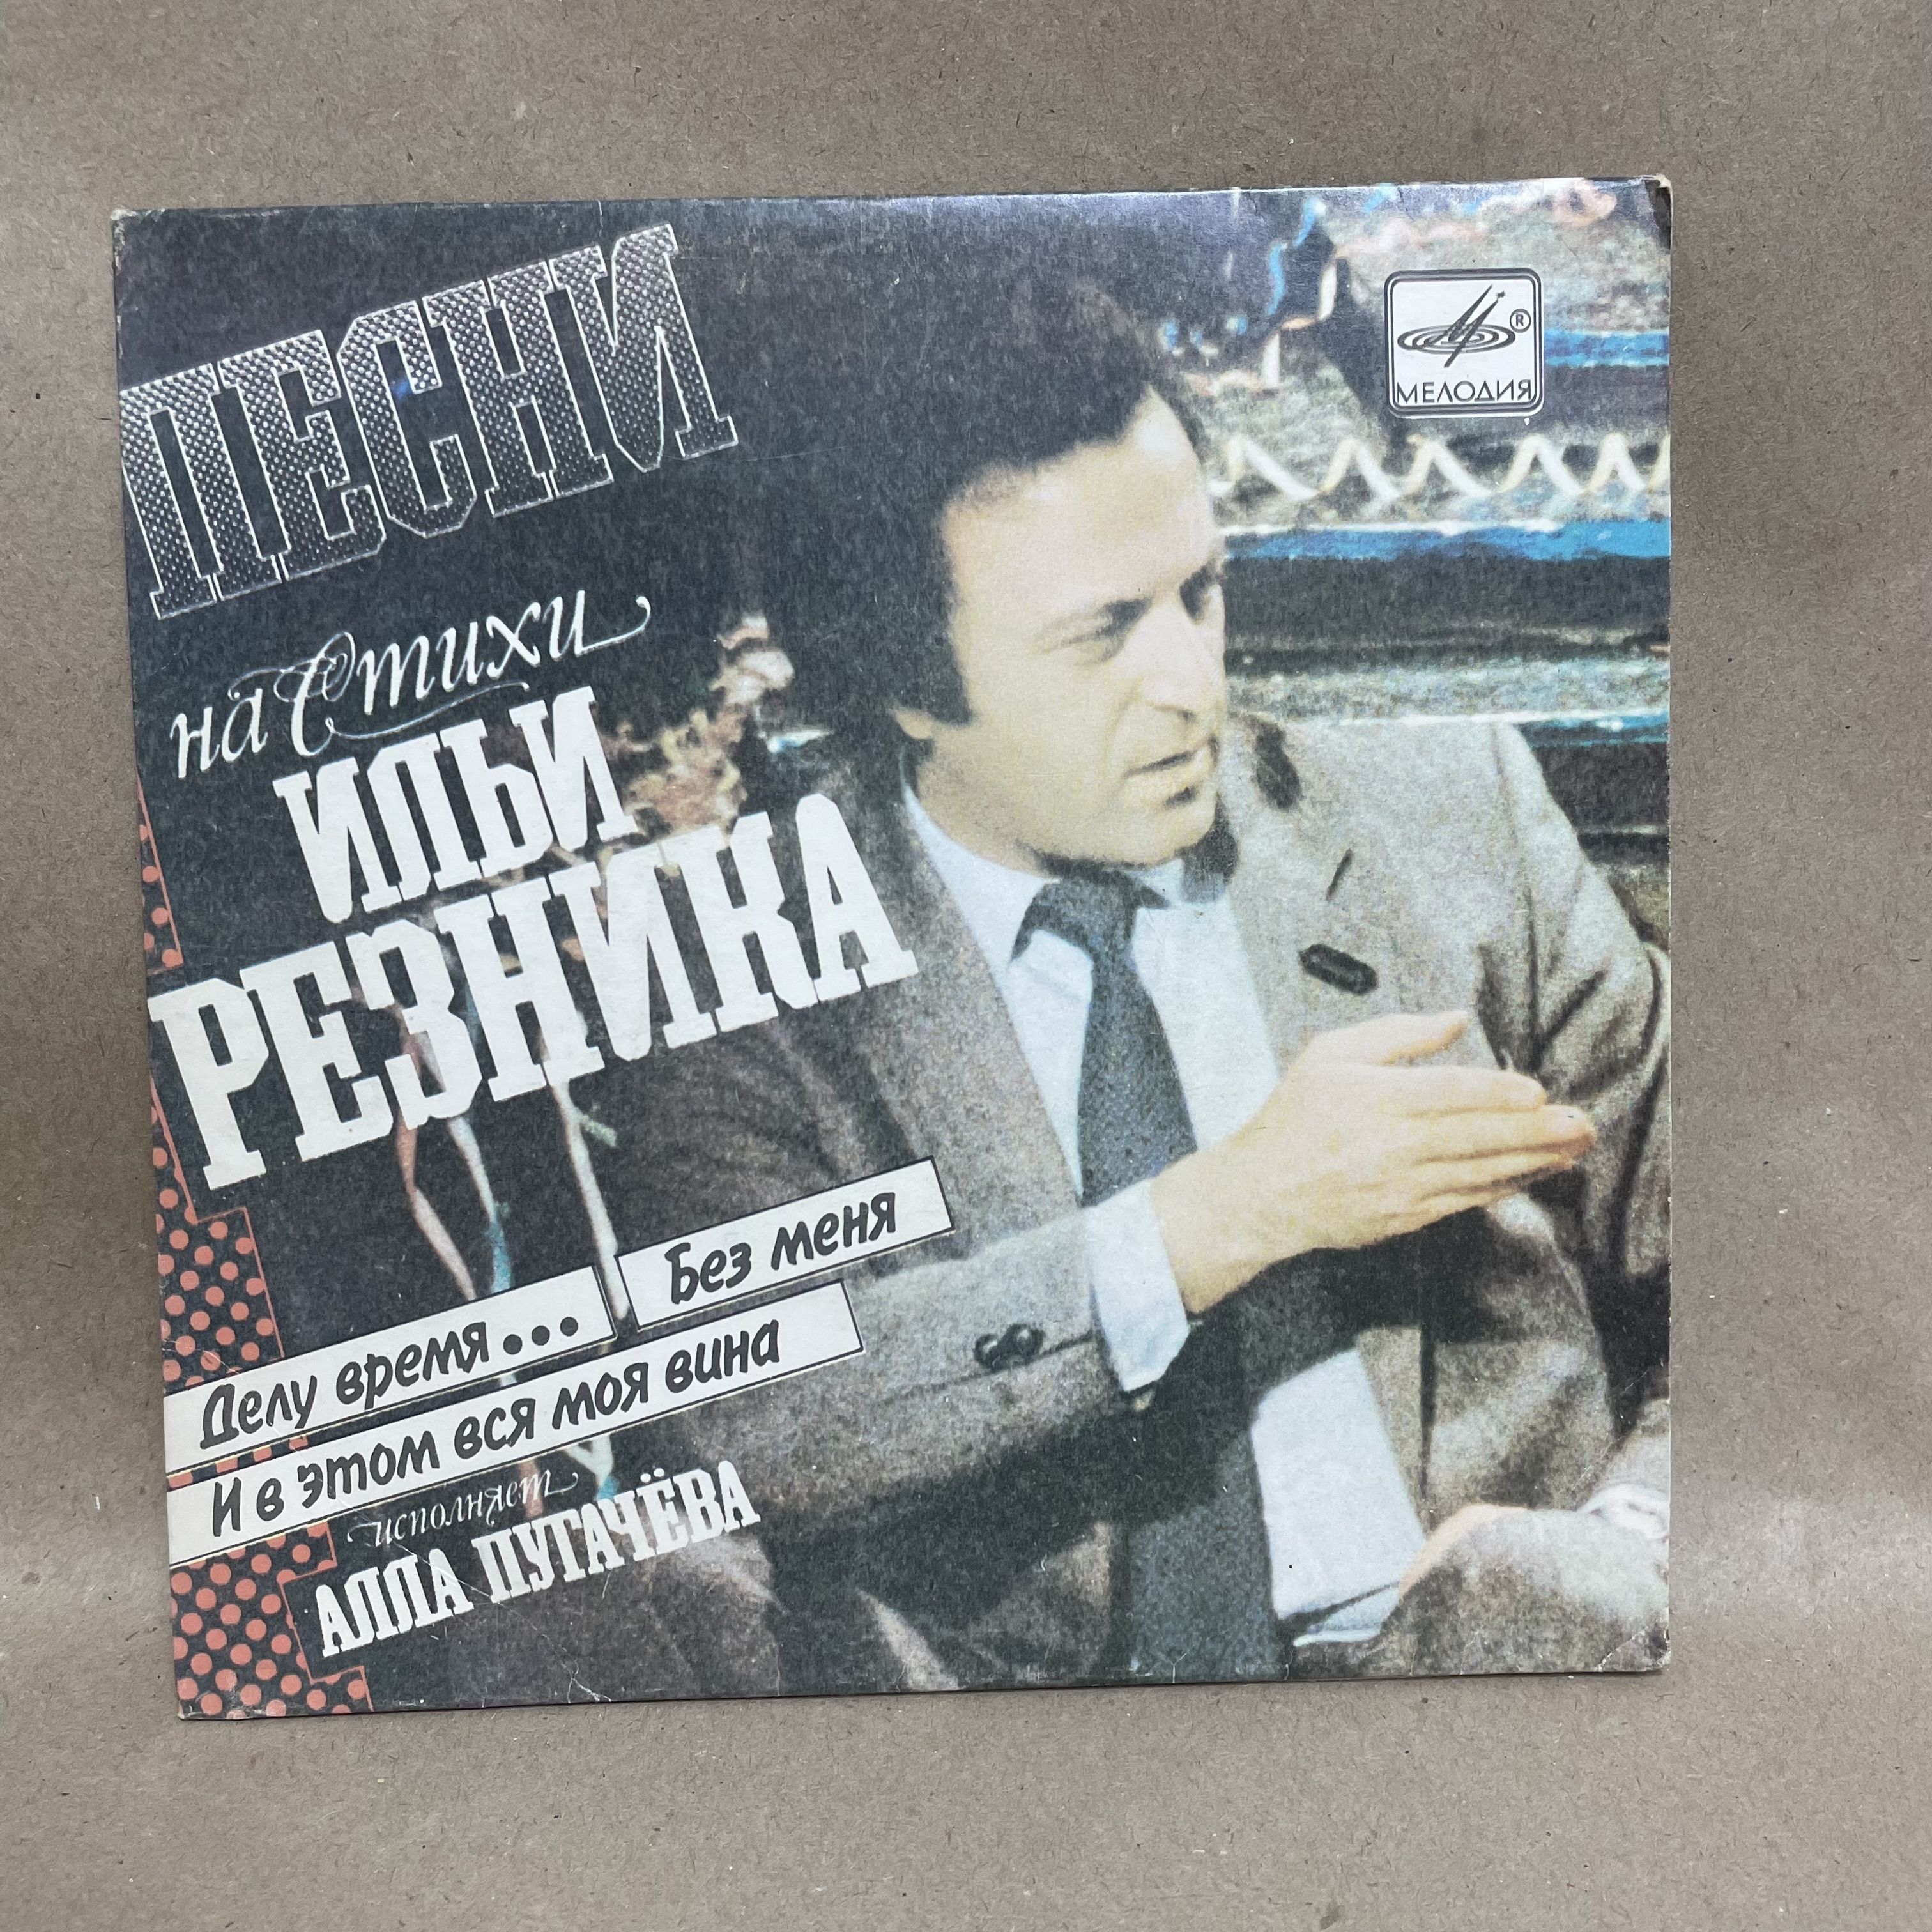 ПЕСНИ
на Стихи
ИЛЬИ
РЕЗНИКА
Делу время...
Без меня
И в этом вся моя вина
исполняет
АЛЛА ПУГАЧЁВА
®
МЕЛОДИЯ